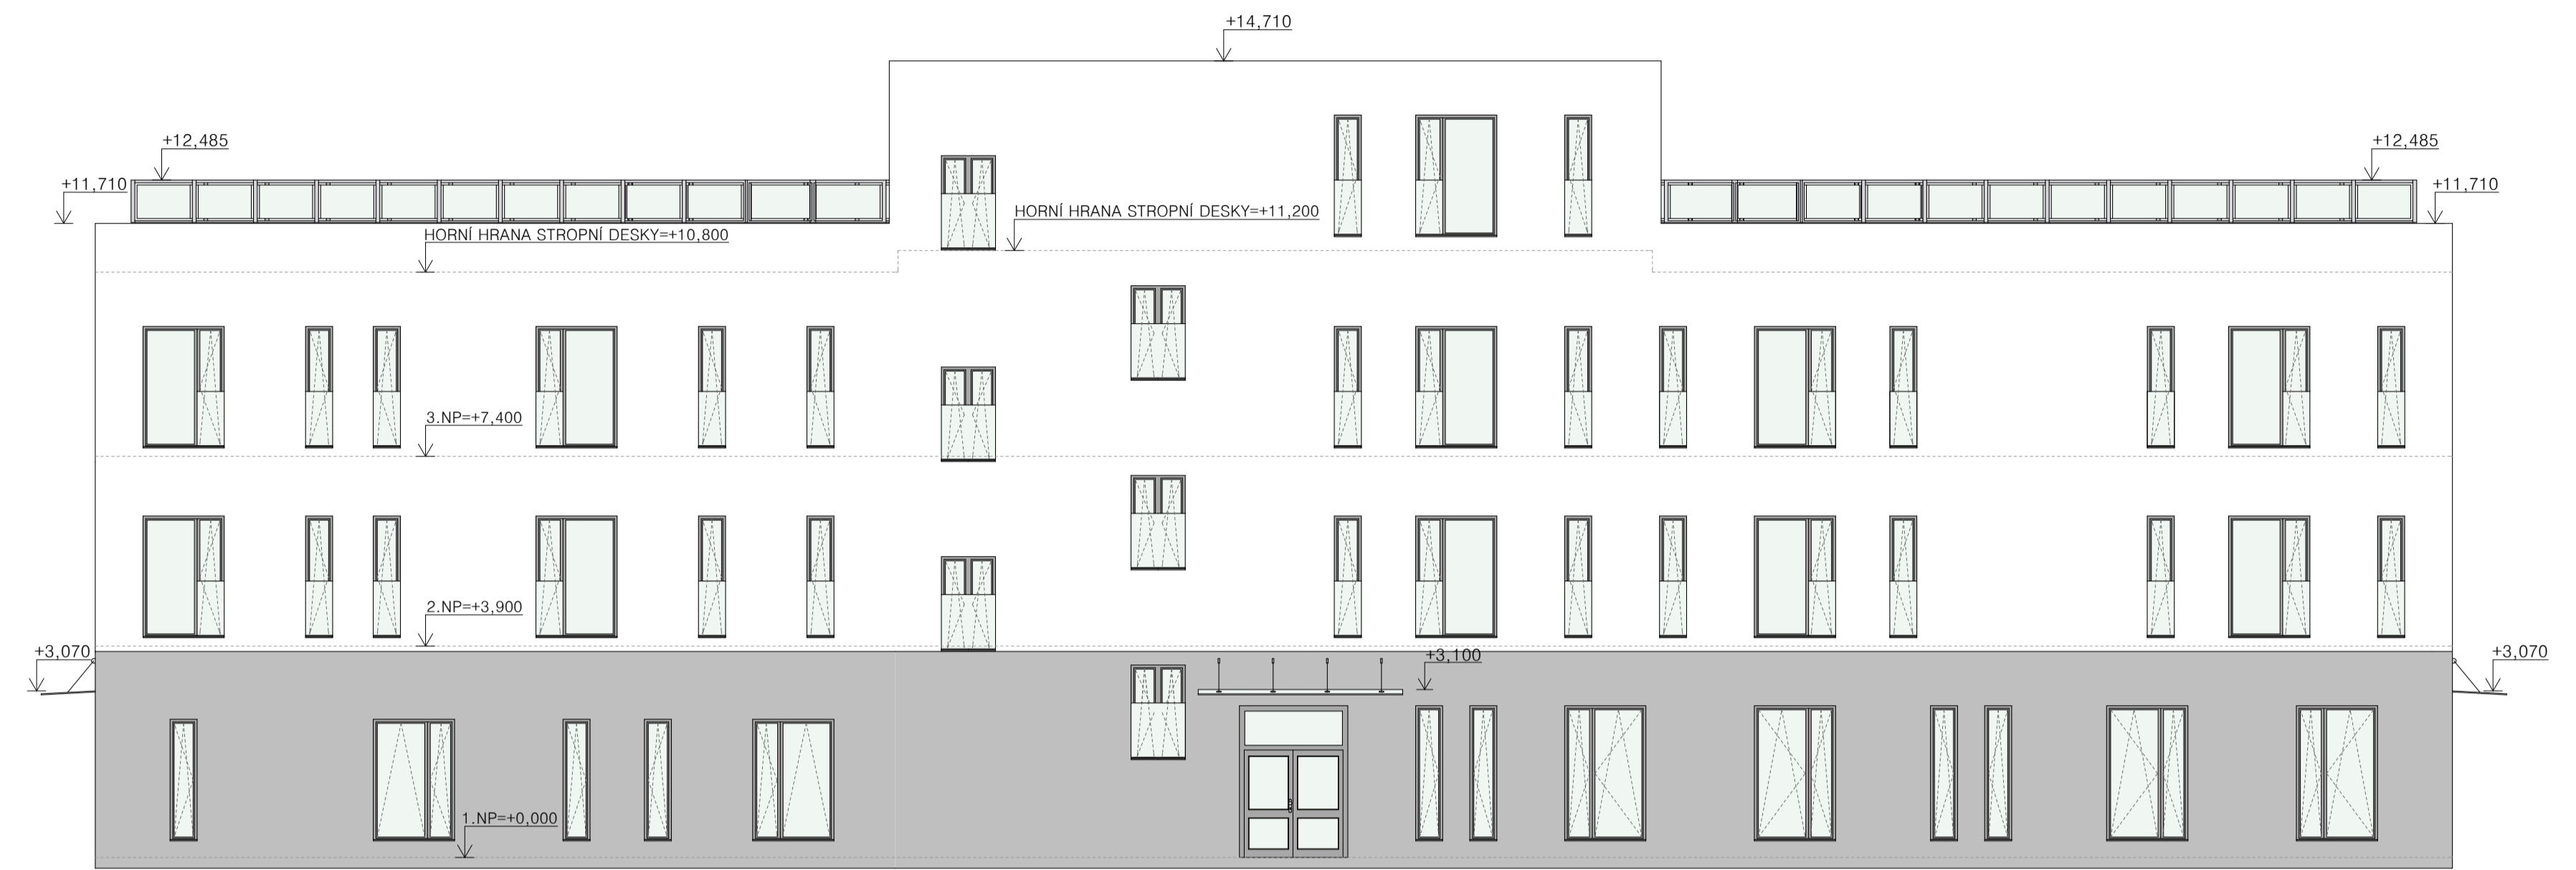 +14,710
+12,485
+12,485
+11,710
+11,710
HORNÍ HRANA STROPNÍ DESKY=+11,200
HORNÍ HRANA STROPNÍ DESKY=+10,800
3.NP=+7,400
2.NP=+3,900
+3,070
+3,100
+3,070
1.NP=+0,000